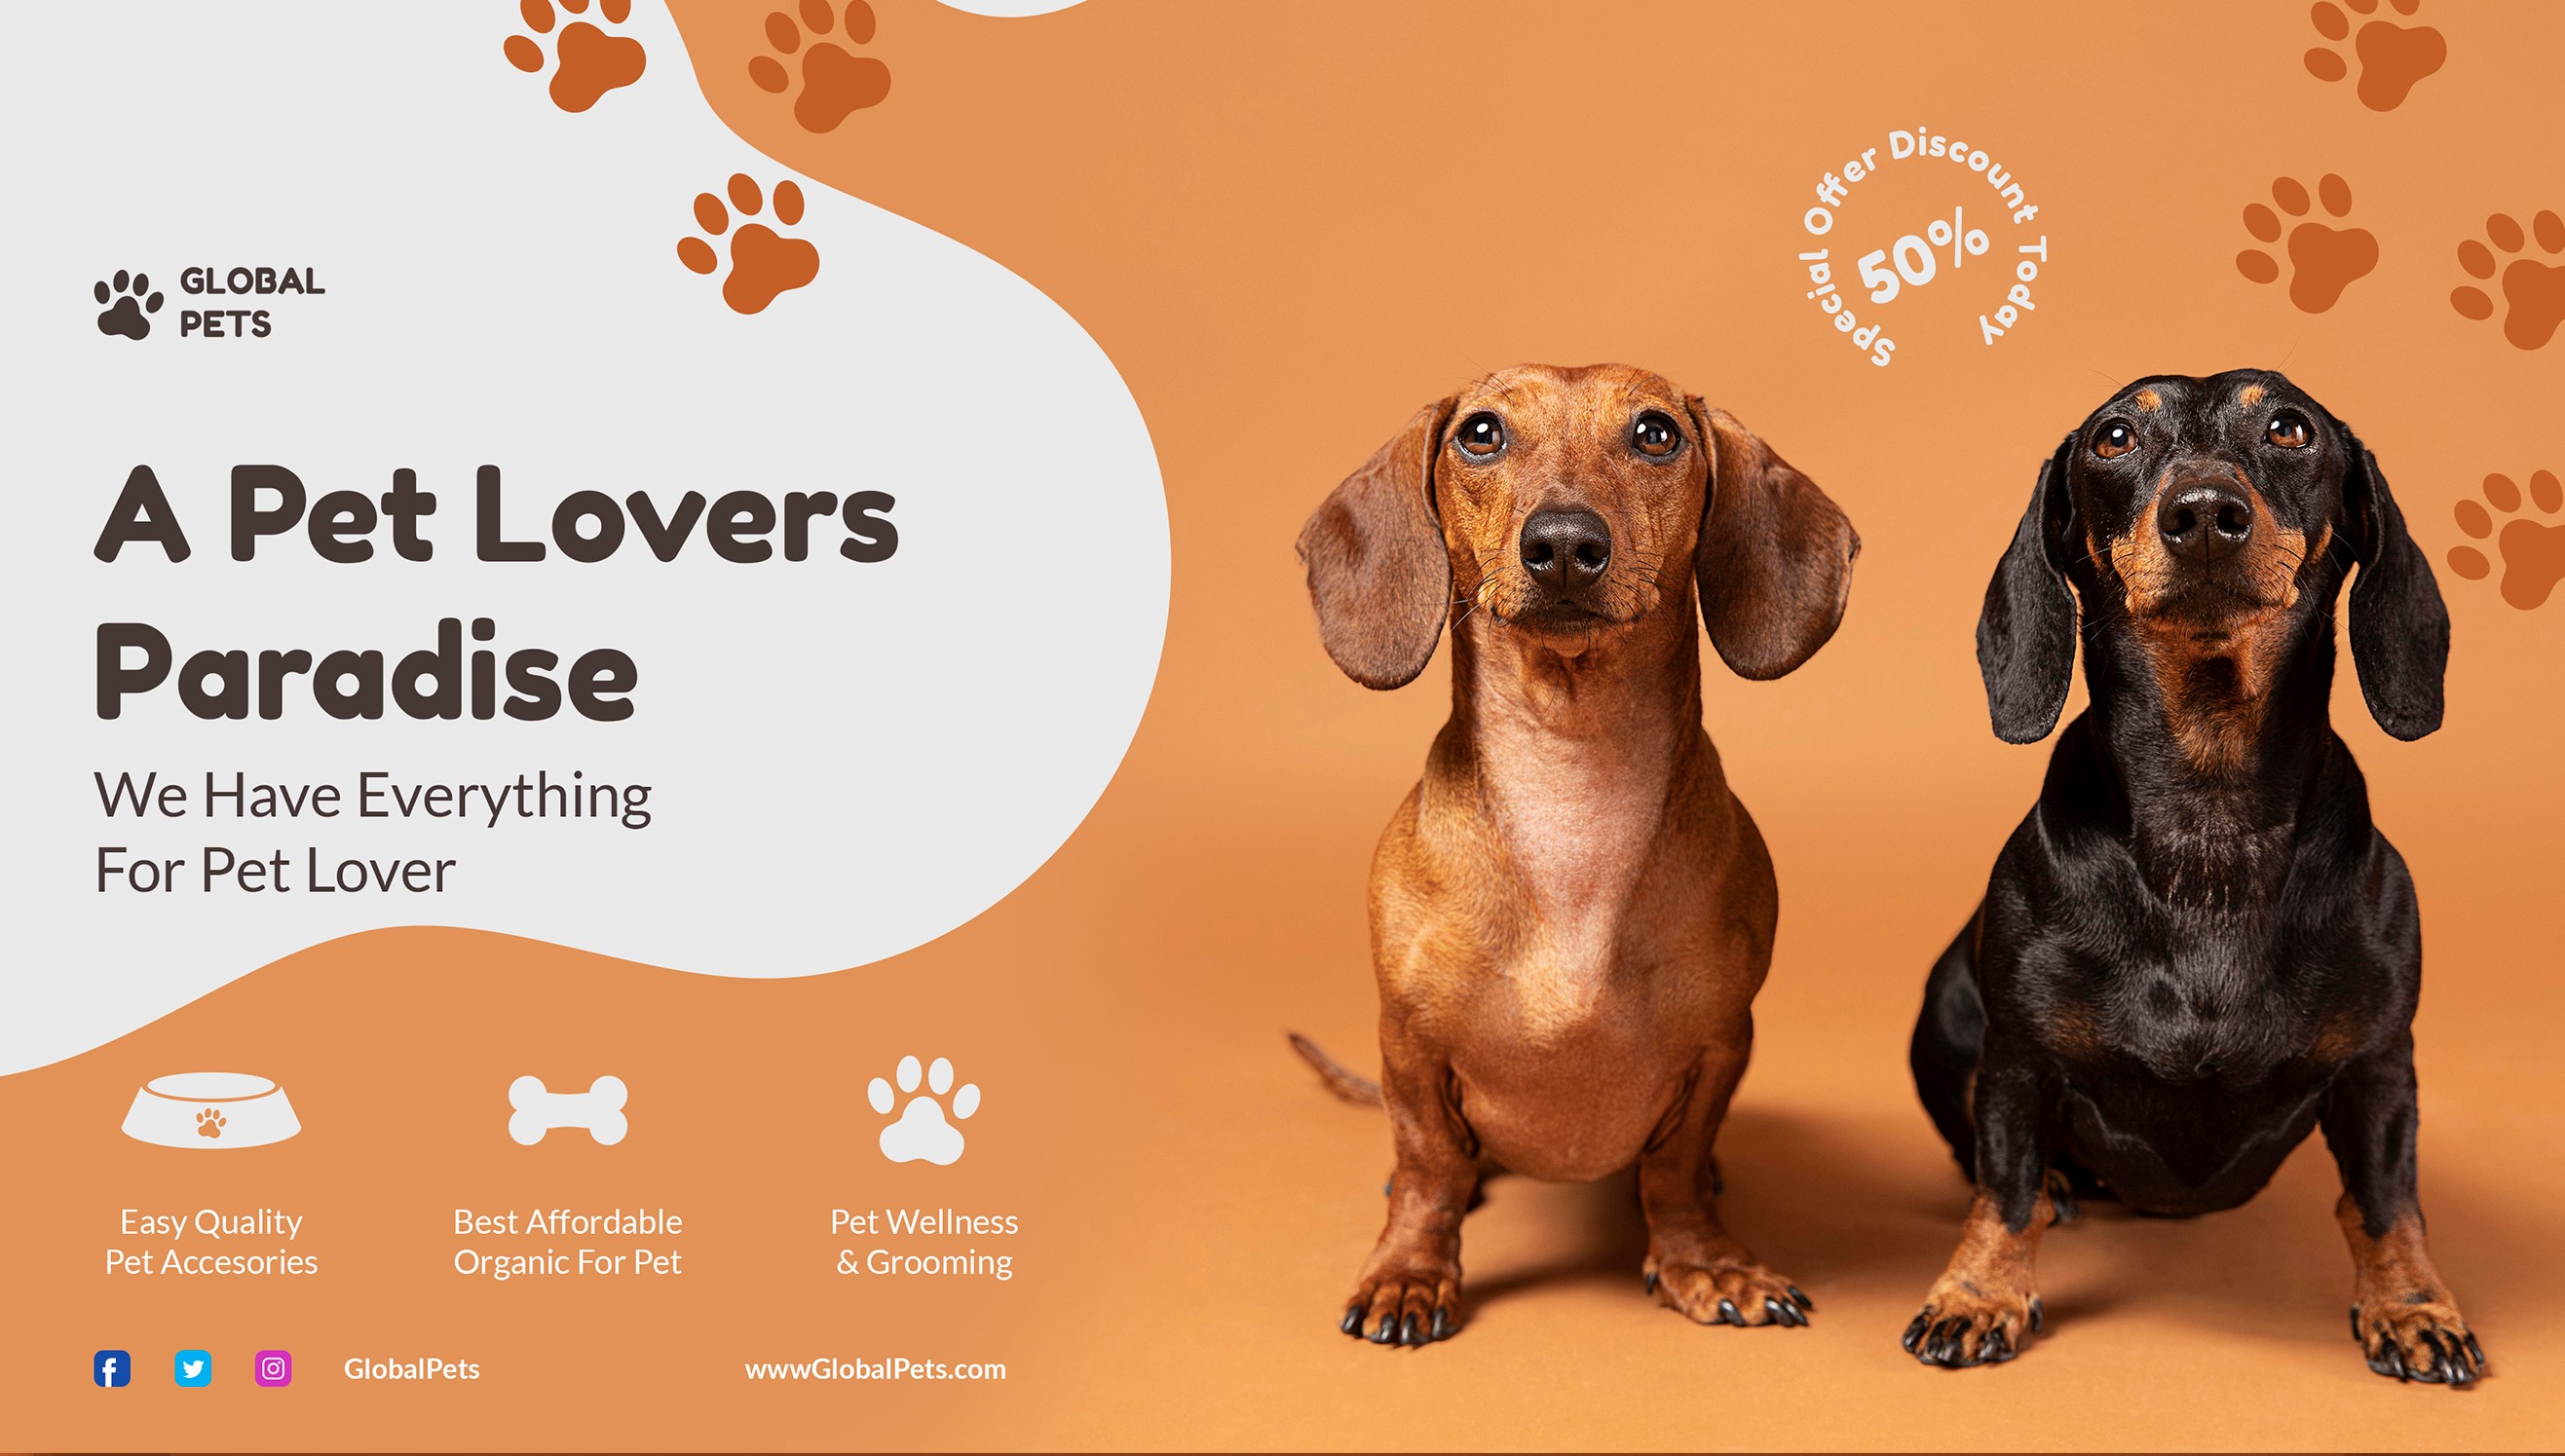 GLOBAL
PETS
A Pet Lovers
Paradise
We Have Everything
For Pet Lover
Special Offer Discount Today
50%
Easy Quality
Pet Accesories
Best Affordable
Organic For Pet
Pet Wellness
& Grooming
GlobalPets
wwwGlobalPets.com